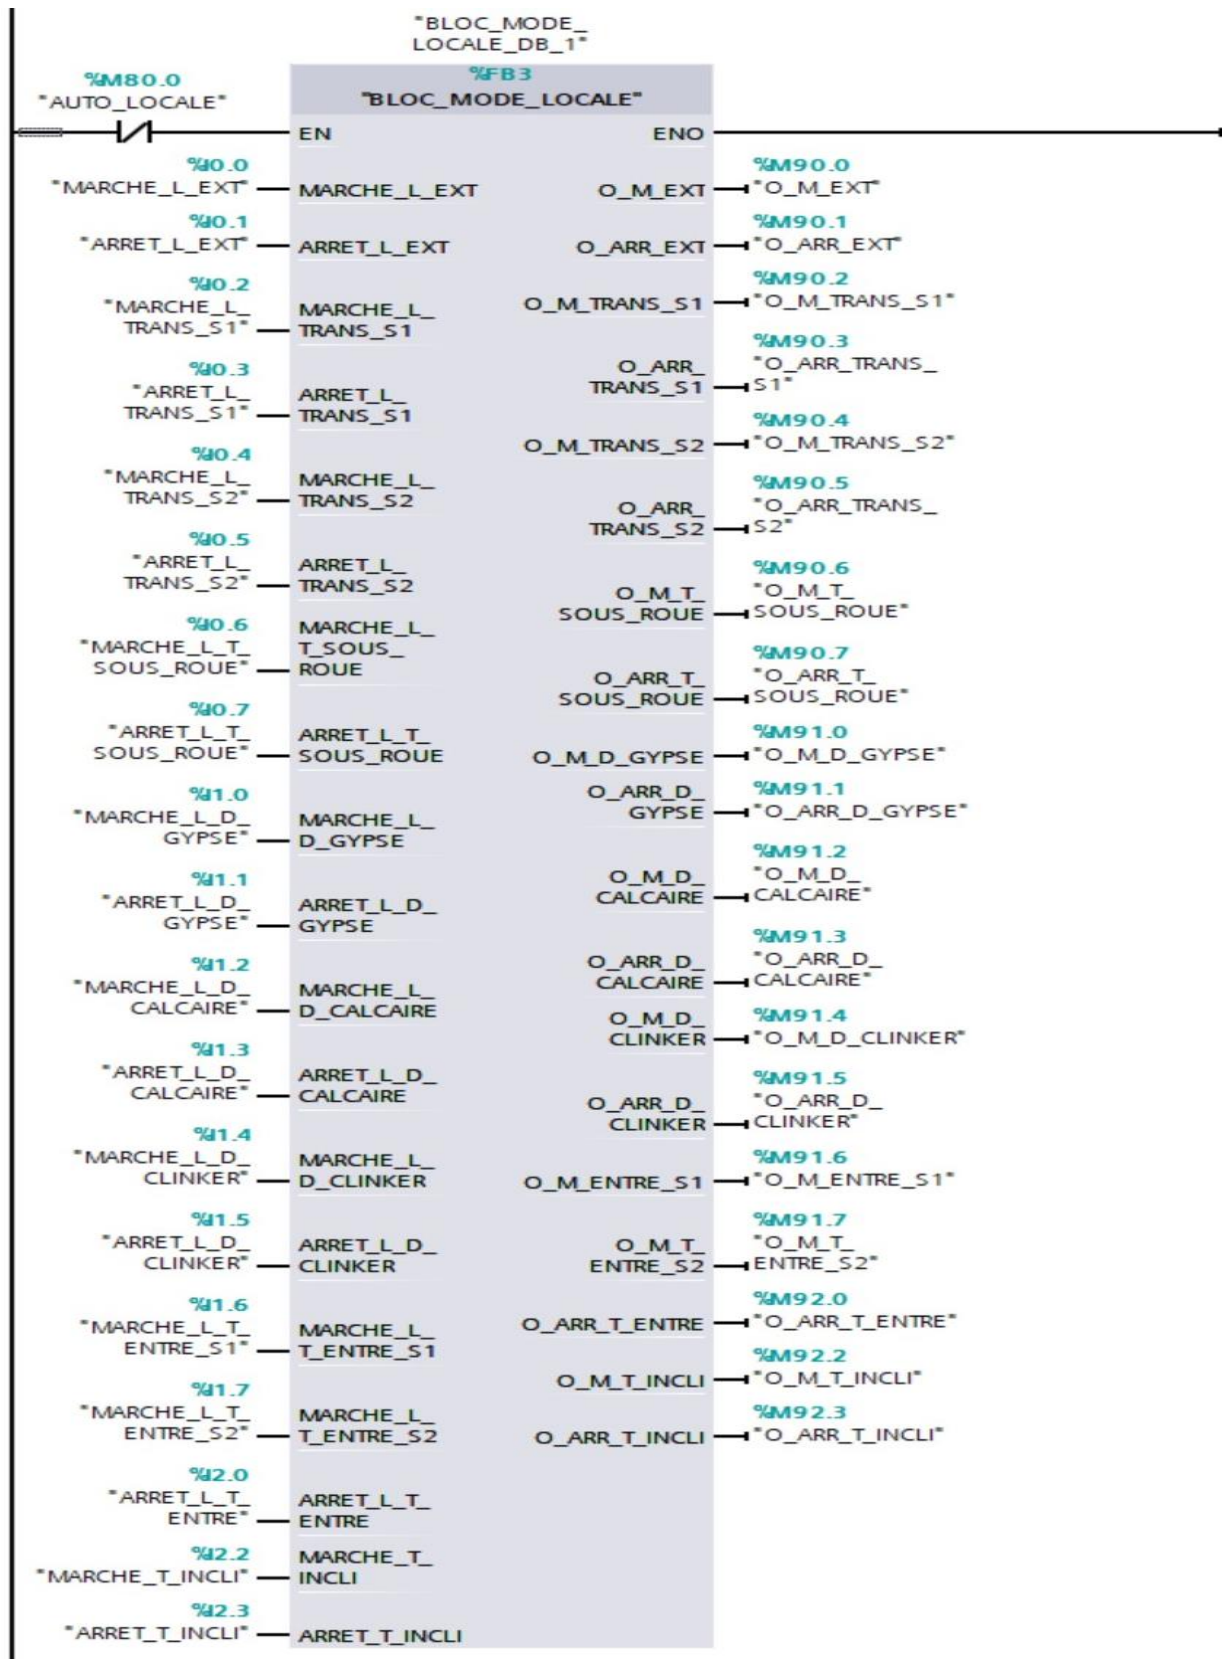 "BLOC_MODE_
LOCALE_DB_1"
%M80.0
"AUTO_LOCALE"
%FB3
"BLOC_MODE_LOCALE"
EN
ENO
%I0.0
"MARCHE_L_EXT"
MARCHE_L_EXT
%I0.1
"ARRET_L_EXT"
ARRET_L_EXT
%I0.2
"MARCHE_L_
TRANS_S1"
MARCHE_L_
TRANS_S1
%I0.3
"ARRET_L_
TRANS_S1"
ARRET_L_
TRANS_S1
%I0.4
"MARCHE_L_
TRANS_S2"
MARCHE_L_
TRANS_S2
%I0.5
"ARRET_L_
TRANS_S2"
ARRET_L_
TRANS_S2
%I0.6
"MARCHE_L_T_
SOUS_ROUE"
MARCHE_L_
T_SOUS_
ROUE
%I0.7
"ARRET_L_T_
SOUS_ROUE"
ARRET_L_T_
SOUS_ROUE
%I1.0
"MARCHE_L_D_
GYPSE"
MARCHE_L_
D_GYPSE
%I1.1
"ARRET_L_D_
GYPSE"
ARRET_L_D_
GYPSE
%I1.2
"MARCHE_L_D_
CALCAIRE"
MARCHE_L_
D_CALCAIRE
%I1.3
"ARRET_L_D_
CALCAIRE"
ARRET_L_D_
CALCAIRE
%I1.4
"MARCHE_L_D_
CLINKER"
MARCHE_L_
D_CLINKER
%I1.5
"ARRET_L_D_
CLINKER"
ARRET_L_D_
CLINKER
%I1.6
"MARCHE_L_T_
ENTRE_S1"
MARCHE_L_
T_ENTRE_S1
%I1.7
"MARCHE_L_T_
ENTRE_S2"
MARCHE_L_
T_ENTRE_S2
%I2.0
"ARRET_L_T_
ENTRE"
ARRET_L_T_
ENTRE
%I2.2
"MARCHE_T_INCLI"
MARCHE_T_
INCLI
%I2.3
"ARRET_T_INCLI"
ARRET_T_INCLI
O_M_EXT
%M90.0
"O_M_EXT"
O_ARR_EXT
%M90.1
"O_ARR_EXT"
O_M_TRANS_S1
%M90.2
"O_M_TRANS_S1"
O_ARR_
TRANS_S1
%M90.3
"O_ARR_TRANS_
S1"
O_M_TRANS_S2
%M90.4
"O_M_TRANS_S2"
O_ARR_
TRANS_S2
%M90.5
"O_ARR_TRANS_
S2"
O_M_T_
SOUS_ROUE
%M90.6
"O_M_T_
SOUS_ROUE"
O_ARR_T_
SOUS_ROUE
%M90.7
"O_ARR_T_
SOUS_ROUE"
O_M_D_GYPSE
%M91.0
"O_M_D_GYPSE"
O_ARR_D_
GYPSE
%M91.1
"O_ARR_D_GYPSE"
O_M_D_
CALCAIRE
%M91.2
"O_M_D_
CALCAIRE"
O_ARR_D_
CALCAIRE
%M91.3
"O_ARR_D_
CALCAIRE"
O_M_D_
CLINKER
%M91.4
"O_M_D_CLINKER"
O_ARR_D_
CLINKER
%M91.5
"O_ARR_D_
CLINKER"
O_M_ENTRE_S1
%M91.6
"O_M_ENTRE_S1"
O_M_T_
ENTRE_S2
%M91.7
"O_M_T_
ENTRE_S2"
O_ARR_T_ENTRE
%M92.0
"O_ARR_T_ENTRE"
O_M_T_INCLI
%M92.2
"O_M_T_INCLI"
O_ARR_T_INCLI
%M92.3
"O_ARR_T_INCLI"